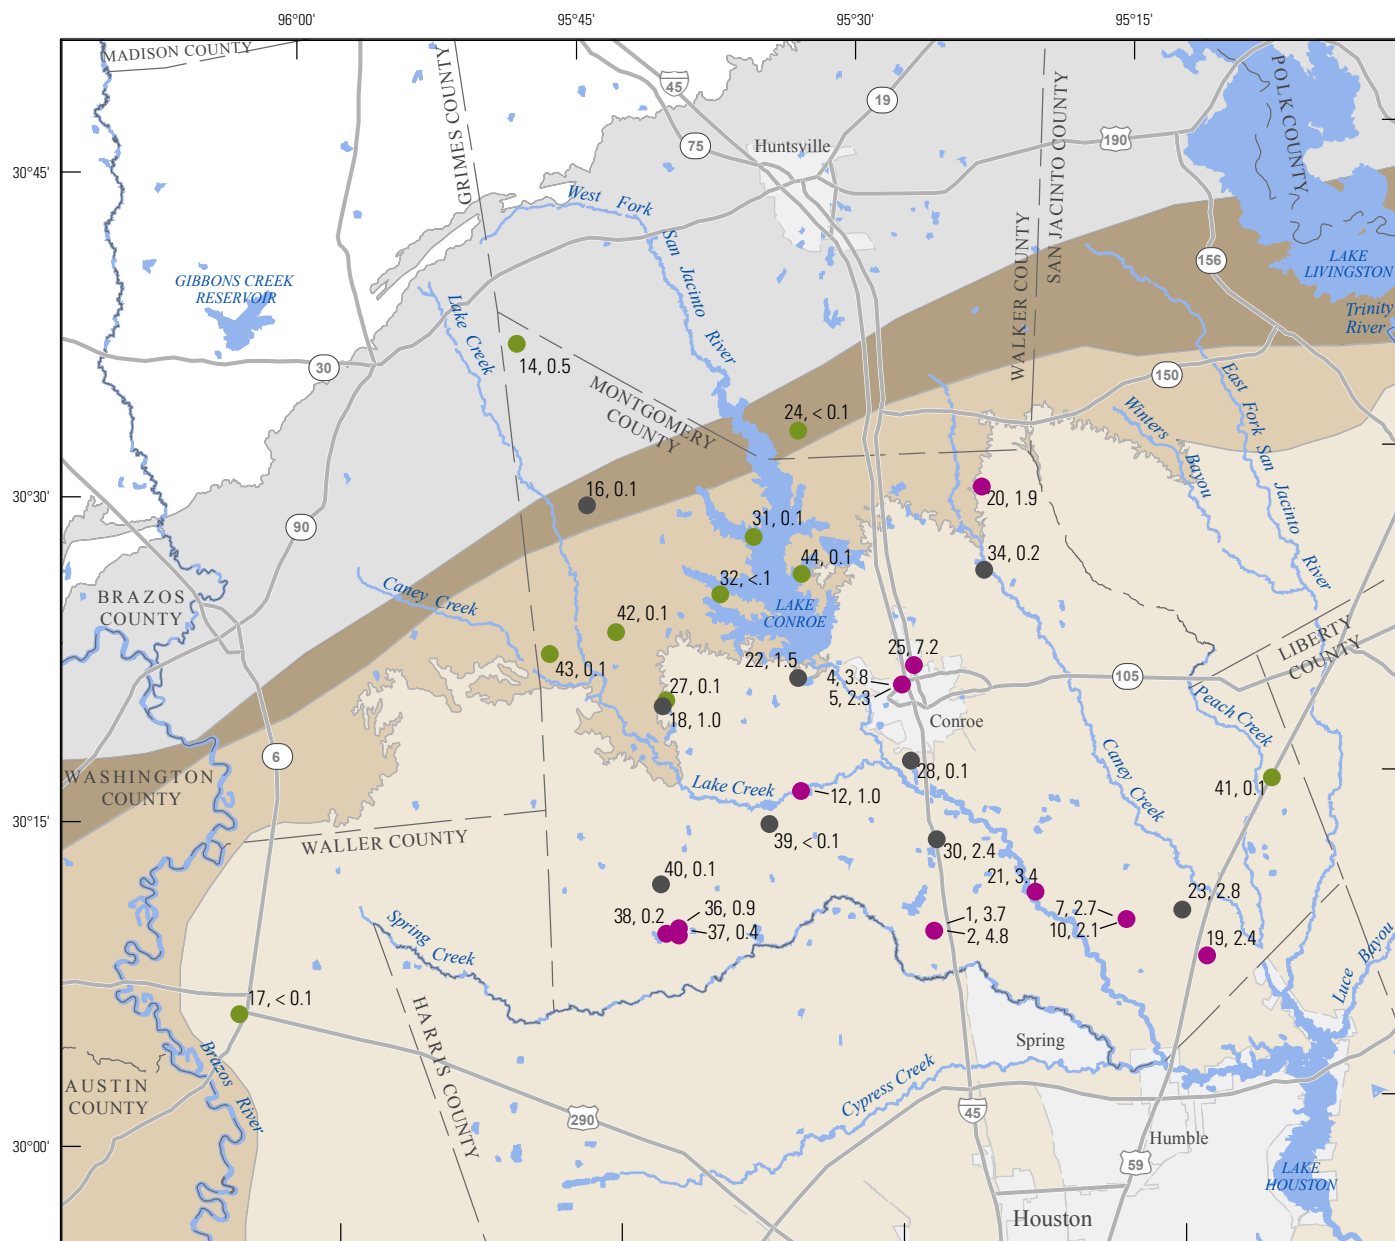 96°00'
95°45'
95°30'
95°15'
MADISON COUNTY
GRIMES COUNTY
45
19
75
Huntsville
SAN JACINTO COUNTY
POLK COUNTY
190
30°45'
West Fork
San Jacinto River
WALKER COUNTY
156
LAKE
LIVINGSTON
GIBBONS CREEK
RESERVOIR
Lake Creek
Trinity
River
14, 0.5
30
MONTGOMERY
COUNTY
150
East Fork San Jacinto River
24, < 0.1
Winters Bayou
30°30'
16, 0.1
20, 1.9
90
31, 0.1
34, 0.2
44, 0.1
32, <.1
BRAZOS
COUNTY
Caney Creek
LAKE
CONROE
42, 0.1
43, 0.1
22, 1.5
25, 7.2
4, 3.8
5, 2.3
LIBERTY
COUNTY
105
27, 0.1
18, 1.0
Conroe
Peach Creek
6
WASHINGTON
COUNTY
28, 0.1
Caney Creek
41, 0.1
Lake Creek
12, 1.0
30°15'
WALLER COUNTY
39, < 0.1
30, 2.4
40, 0.1
21, 3.4
23, 2.8
38, 0.2
36, 0.9
37, 0.4
1, 3.7
2, 4.8
7, 2.7
10, 2.1
19, 2.4
Spring Creek
Luce Bayou
17, < 0.1
HARRIS COUNTY
Spring
Brazos River
AUSTIN
COUNTY
Cypress Creek
290
45
30°00'
Humble
59
LAKE
HOUSTON
Houston